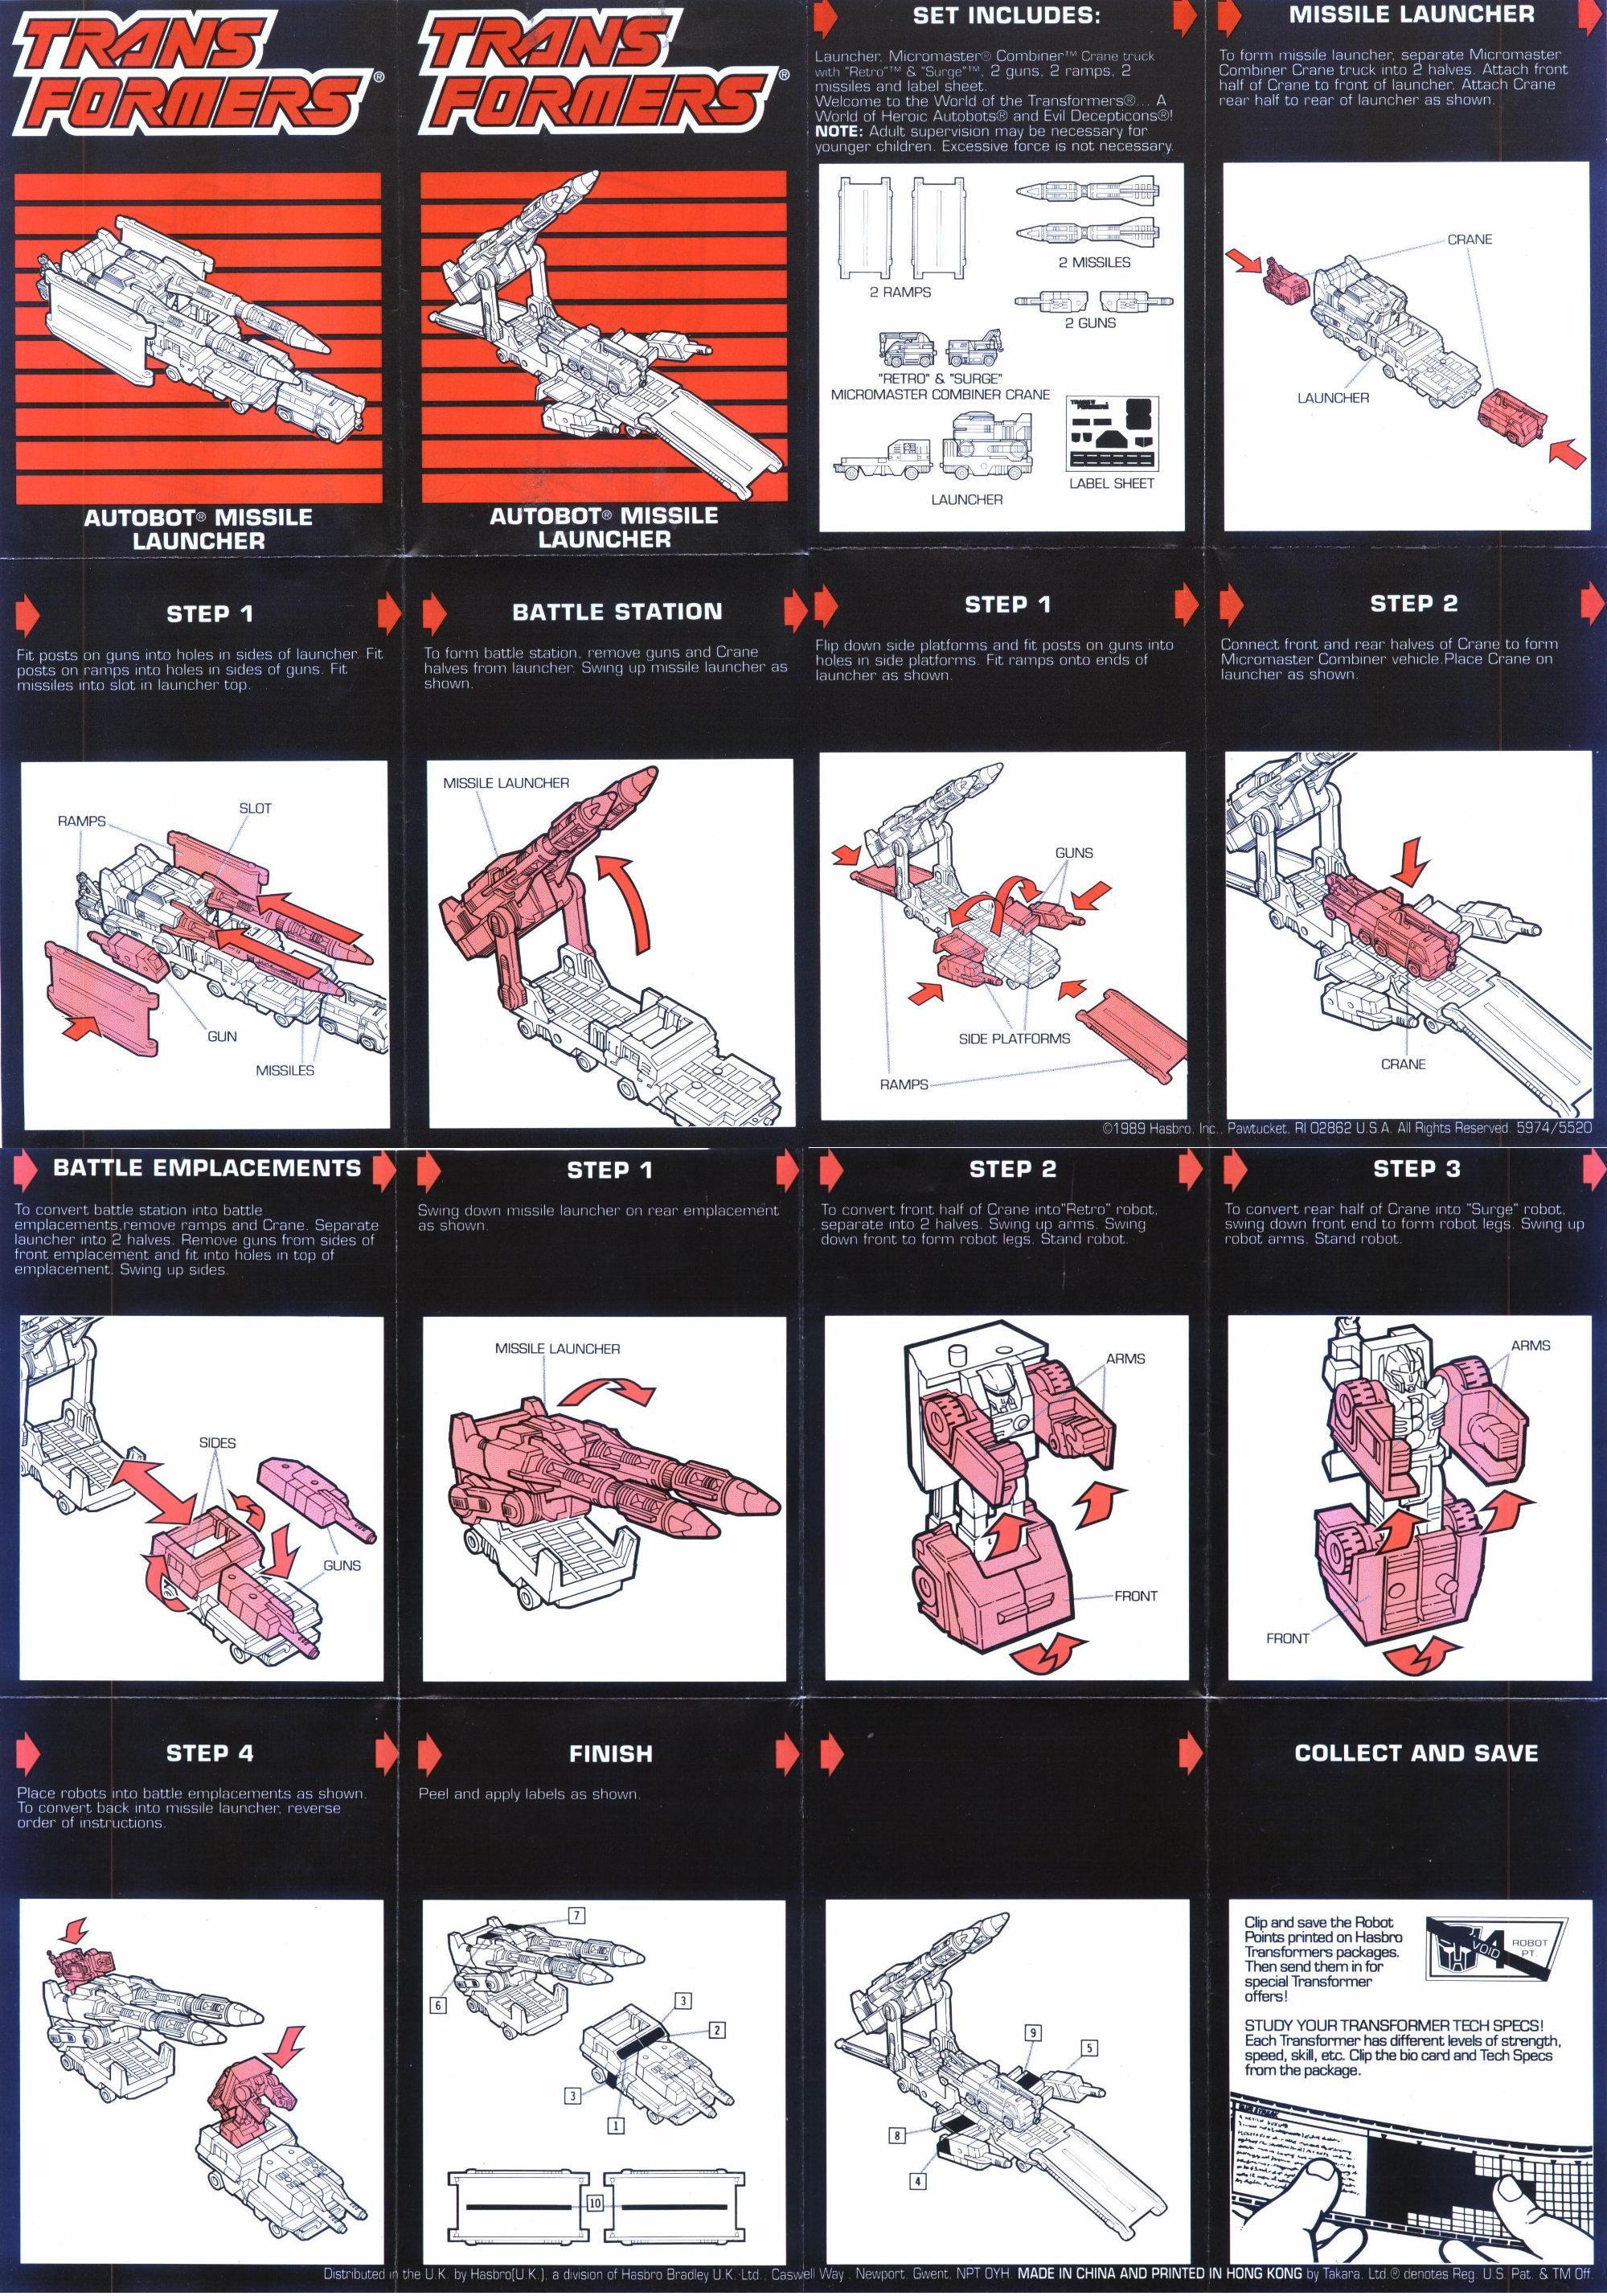 TRANS
FORMERS®
AUTOBOT® MISSILE
LAUNCHER
TRANS
FORMERS®
AUTOBOT® MISSILE
LAUNCHER
SET INCLUDES:
Launcher, Micromaster® Combiner™ Crane truck
with "Retro"™ & "Surge"™, 2 guns, 2 ramps, 2
missiles and label sheet.
Welcome to the World of the Transformers®... A
World of Heroic Autobots® and Evil Decepticons®!
NOTE: Adult supervision may be necessary for
younger children. Excessive force is not necessary.
2 RAMPS
2 MISSILES
2 GUNS
"RETRO" & "SURGE"
MICROMASTER COMBINER CRANE
LAUNCHER
TRANS
FORMERS
LABEL SHEET
MISSILE LAUNCHER
To form missile launcher, separate Micromaster
Combiner Crane truck into 2 halves. Attach front
half of Crane to front of launcher. Attach Crane
rear half to rear of launcher as shown.
CRANE
LAUNCHER
STEP 1
Fit posts on guns into holes in sides of launcher. Fit
posts on ramps into holes in sides of guns. Fit
missiles into slot in launcher top.
RAMPS
SLOT
GUN
MISSILES
BATTLE STATION
To form battle station, remove guns and Crane
halves from launcher. Swing up missile launcher as
shown.
MISSILE LAUNCHER
STEP 1
Flip down side platforms and fit posts on guns into
holes in side platforms. Fit ramps onto ends of
launcher as shown.
GUNS
SIDE PLATFORMS
RAMPS
STEP 2
Connect front and rear halves of Crane to form
Micromaster Combiner vehicle.Place Crane on
launcher as shown.
CRANE
©1989 Hasbro, Inc., Pawtucket, RI 02862 U.S.A. All Rights Reserved. 5974/5520
BATTLE EMPLACEMENTS
To convert battle station into battle
emplacements,remove ramps and Crane. Separate
launcher into 2 halves. Remove guns from sides of
front emplacement and fit into holes in top of
emplacement. Swing up sides.
SIDES
GUNS
STEP 1
Swing down missile launcher on rear emplacement
as shown.
MISSILE LAUNCHER
STEP 2
To convert front half of Crane into"Retro" robot,
separate into 2 halves. Swing up arms. Swing
down front to form robot legs. Stand robot.
ARMS
FRONT
STEP 3
To convert rear half of Crane into "Surge" robot,
swing down front end to form robot legs. Swing up
robot arms. Stand robot.
ARMS
FRONT
STEP 4
Place robots into battle emplacements as shown.
To convert back into missile launcher, reverse
order of instructions.
FINISH
Peel and apply labels as shown.
7
6
3
2
3
1
10
9
5
8
4
COLLECT AND SAVE
Clip and save the Robot
Points printed on Hasbro
Transformers packages.
Then send them in for
special Transformer
offers!
4
VOID
ROBOT
PT.
STUDY YOUR TRANSFORMER TECH SPECS!
Each Transformer has different levels of strength,
speed, skill, etc. Clip the bio card and Tech Specs
from the package.
Distributed in the U.K. by Hasbro(U.K.), a division of Hasbro Bradley U.K. Ltd., Caswell Way, Newport, Gwent, NPT OYH. MADE IN CHINA AND PRINTED IN HONG KONG by Takara, Ltd.® denotes Reg. U.S. Pat. & TM Off.